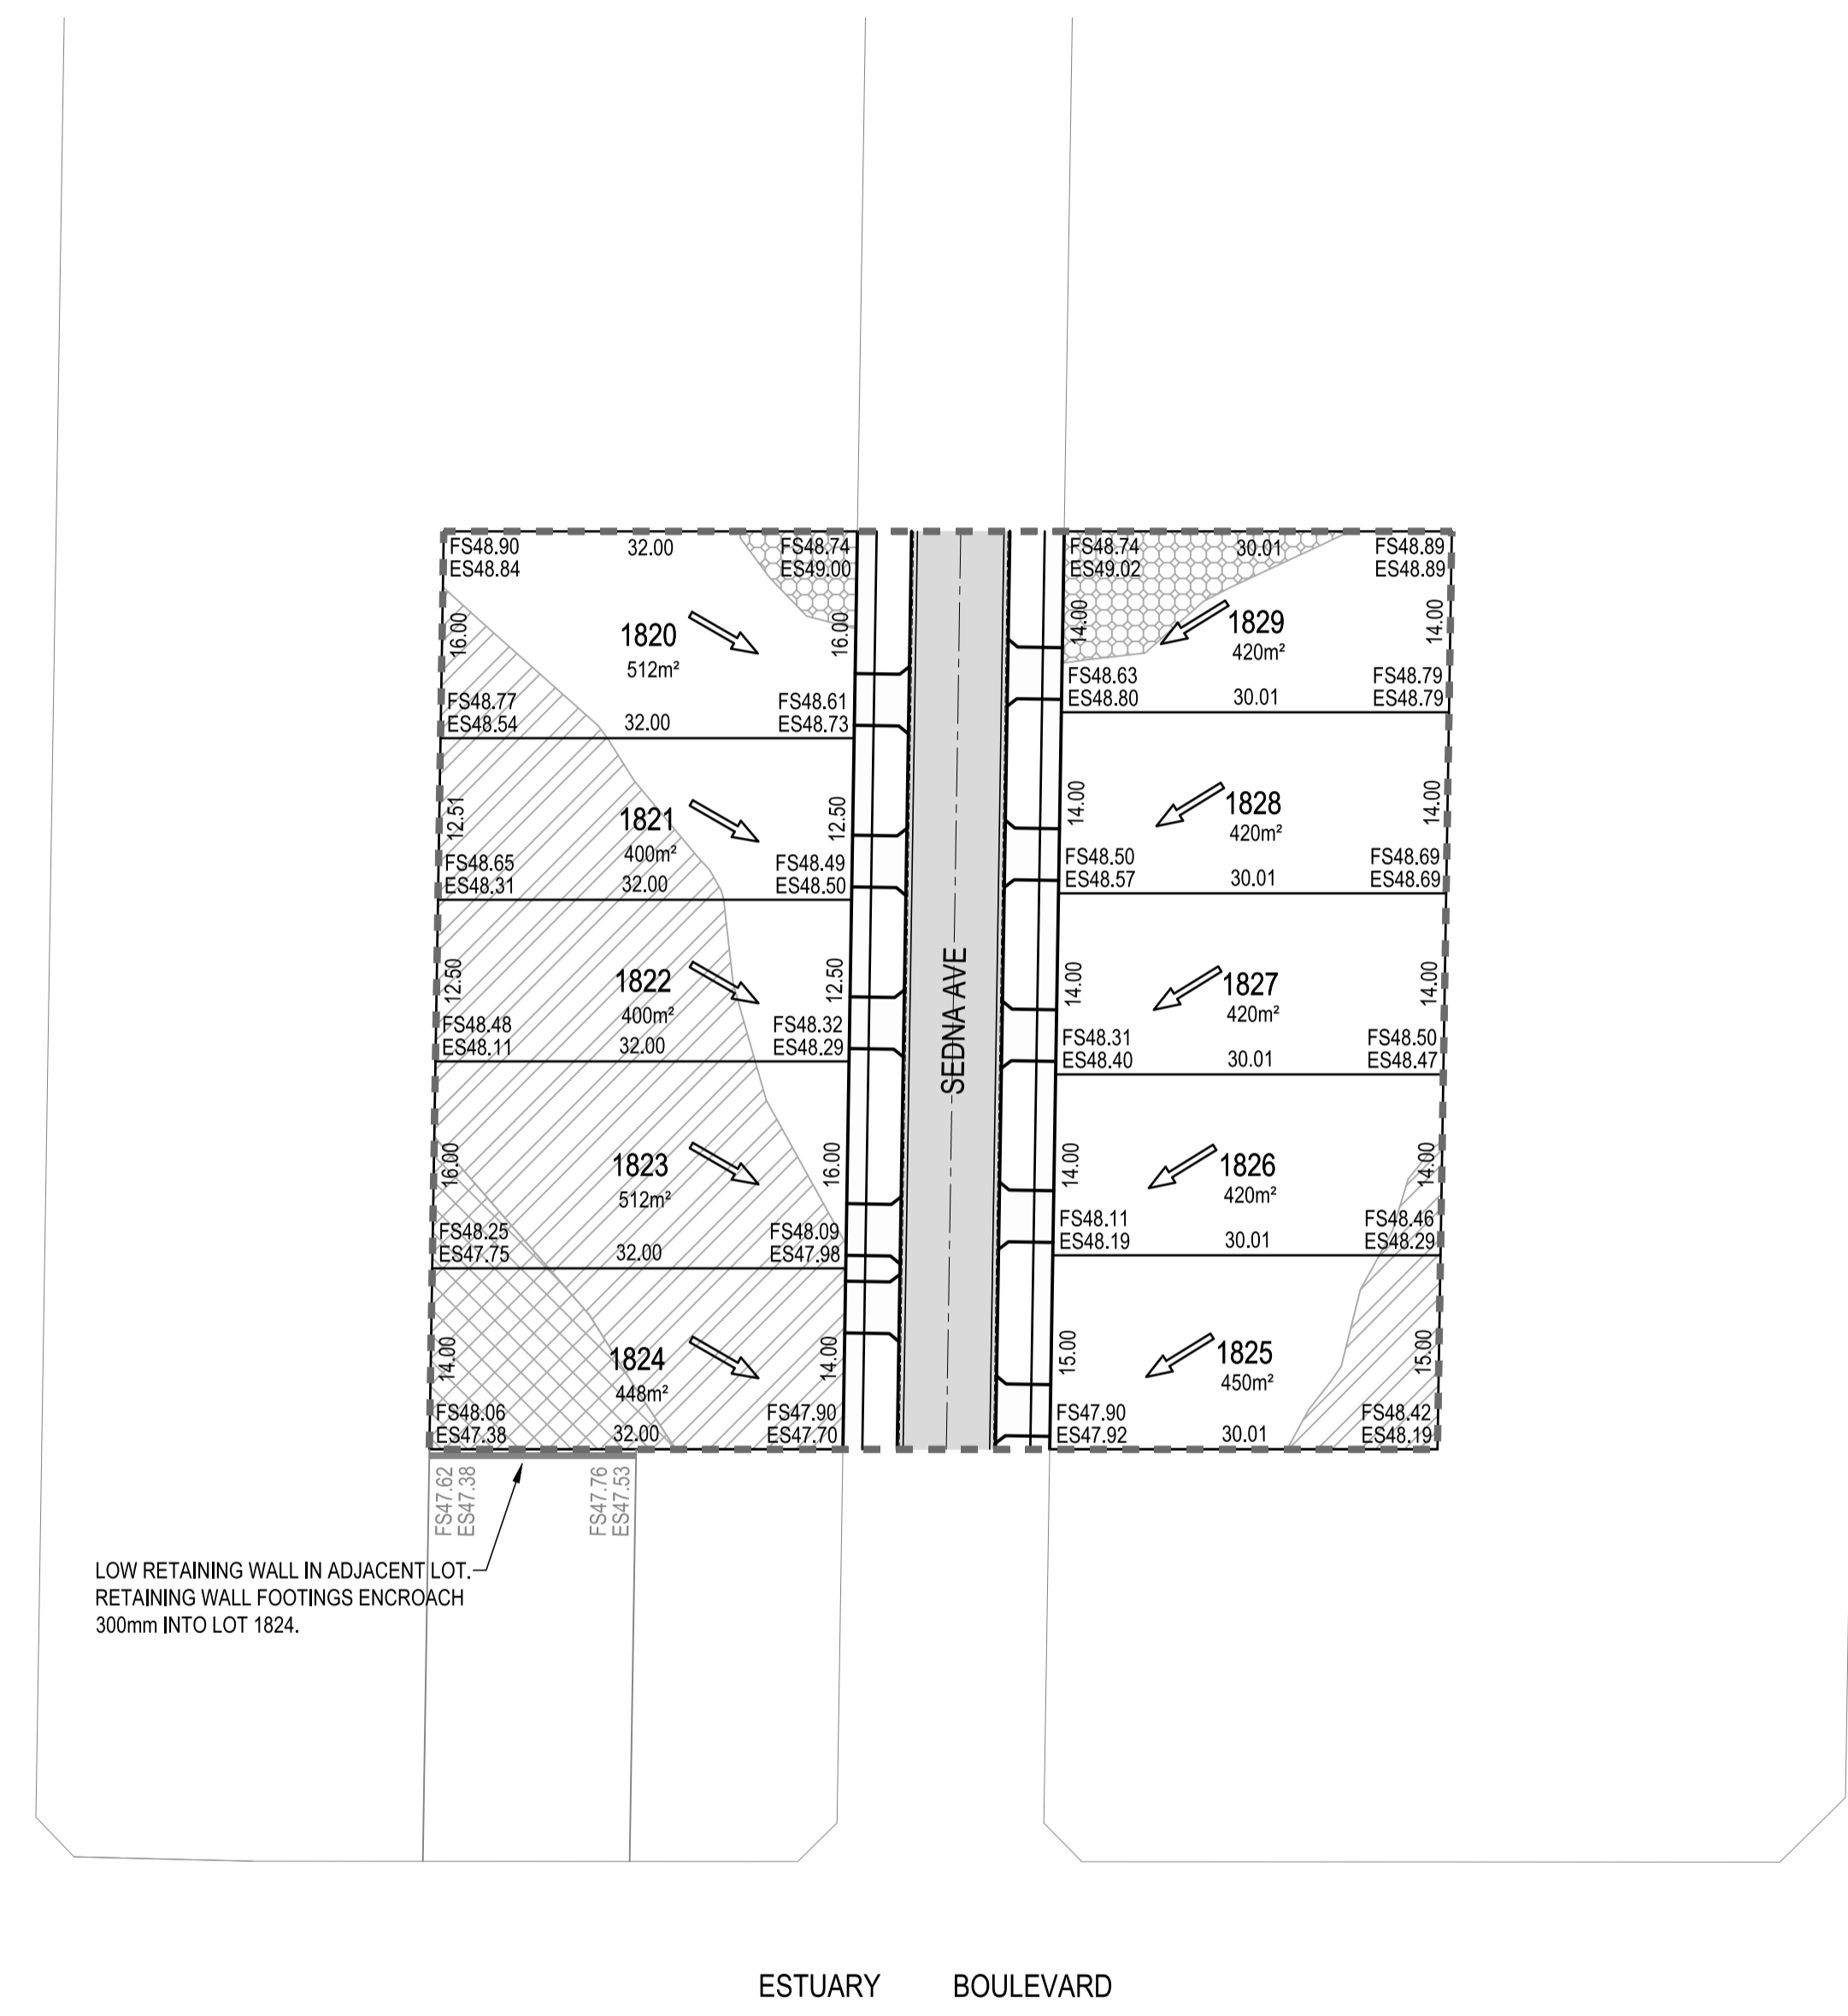 FS48.90
ES48.84
32.00
FS48.74
ES49.00
16.00
1820
512m²
16.00
FS48.77
ES48.54
32.00
FS48.61
ES48.73
12.51
1821
400m²
12.50
FS48.65
ES48.31
32.00
FS48.49
ES48.50
12.50
1822
400m²
12.50
FS48.48
ES48.11
32.00
FS48.32
ES48.29
16.00
1823
512m²
16.00
FS48.25
ES47.75
32.00
FS48.09
ES47.98
14.00
1824
448m²
14.00
FS48.06
ES47.38
32.00
FS47.90
ES47.70
SEDNA AVE
FS48.74
ES49.02
30.01
FS48.89
ES48.89
14.00
1829
420m²
14.00
FS48.63
ES48.80
30.01
FS48.79
ES48.79
14.00
1828
420m²
14.00
FS48.50
ES48.57
30.01
FS48.69
ES48.69
14.00
1827
420m²
14.00
FS48.31
ES48.40
30.01
FS48.50
ES48.47
14.00
1826
420m²
14.00
FS48.11
ES48.19
30.01
FS48.46
ES48.29
15.00
1825
450m²
15.00
FS47.90
ES47.92
30.01
FS48.42
ES48.19
FS47.62
ES47.38
FS47.76
ES47.53
LOW RETAINING WALL IN ADJACENT LOT.
RETAINING WALL FOOTINGS ENCROACH
300mm INTO LOT 1824.
ESTUARY BOULEVARD